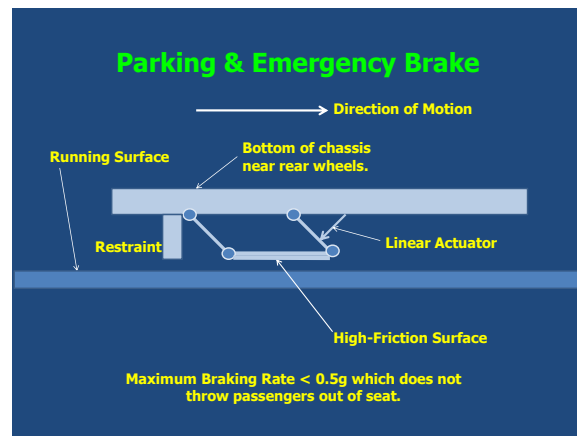 Parking & Emergency Brake
Direction of Motion
Bottom of chassis
near rear wheels.
Running Surface
Restraint
Linear Actuator
High-Friction Surface
Maximum Braking Rate < 0.5g which does not
throw passengers out of seat.